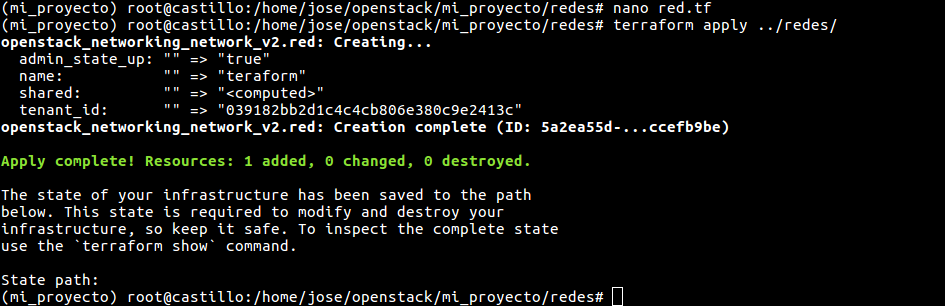 (mi_proyecto) root@castillo:/home/jose/openstack/mi_proyecto/redes# nano red.tf
(mi_proyecto) root@castillo:/home/jose/openstack/mi_proyecto/redes# terraform apply ../redes/
openstack_networking_network_v2.red: Creating...
  admin_state_up: "" => "true"
  name:           "" => "teraform"
  shared:         "" => "<computed>"
  tenant_id:      "" => "039182bb2d1c4c4cb806e380c9e2413c"
openstack_networking_network_v2.red: Creation complete (ID: 5a2ea55d-...ccefb9be)

Apply complete! Resources: 1 added, 0 changed, 0 destroyed.

The state of your infrastructure has been saved to the path
below. This state is required to modify and destroy your
infrastructure, so keep it safe. To inspect the complete state
use the `terraform show` command.

State path:
(mi_proyecto) root@castillo:/home/jose/openstack/mi_proyecto/redes#